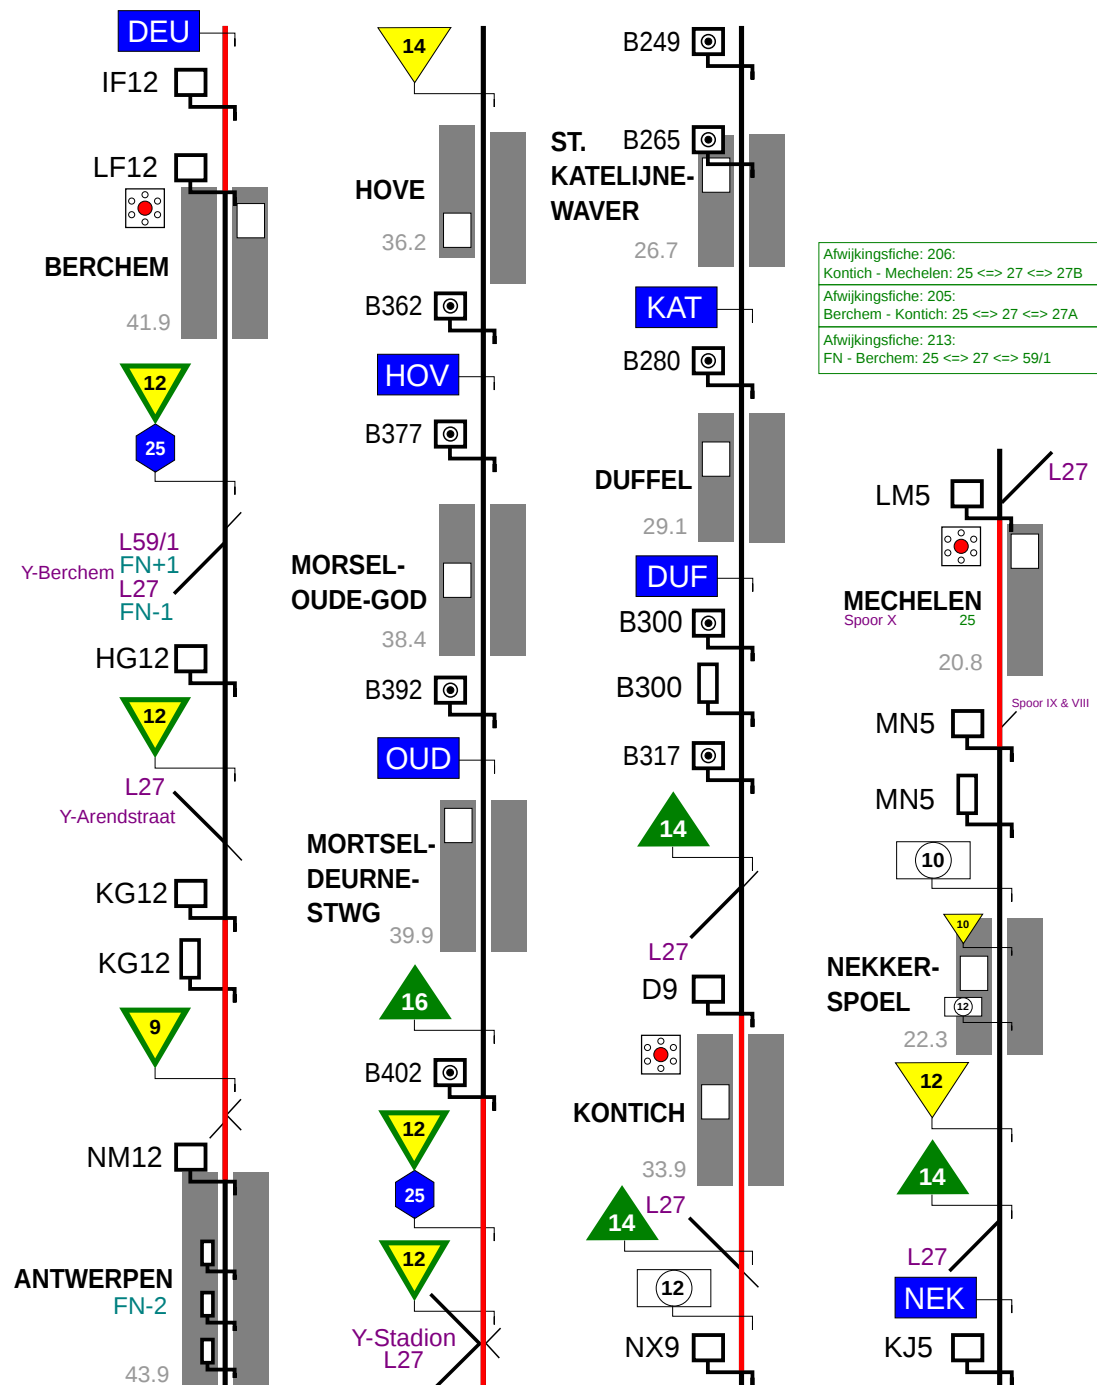 DEU
IF12
LF12
BERCHEM
41.9
12
25
L59/1
Y-Berchem
FN+1
L27
FN-1
HG12
12
L27
Y-Arendstraat
KG12
KG12
9
NM12
ANTWERPEN
FN-2
43.9
14
HOVE
36.2
B362
HOV
B377
MORSEL-
OUDE-GOD
38.4
B392
OUD
MORTSEL-
DEURNE-
STWG
39.9
16
B402
12
25
12
Y-Stadion
L27
B249
ST.
B265
KATELIJNE-
WAVER
26.7
KAT
B280
DUFFEL
29.1
DUF
B300
B300
B317
14
L27
D9
KONTICH
33.9
L27
14
12
NX9
Afwijkingsfiche: 206:
Kontich - Mechelen: 25 <=> 27 <=> 27B
Afwijkingsfiche: 205:
Berchem - Kontich: 25 <=> 27 <=> 27A
Afwijkingsfiche: 213:
FN - Berchem: 25 <=> 27 <=> 59/1
L27
LM5
MECHELEN
Spoor X 25
20.8
Spoor IX & VIII
MN5
MN5
10
10
NEKKER-
SPOEL
12
22.3
12
14
L27
NEK
KJ5